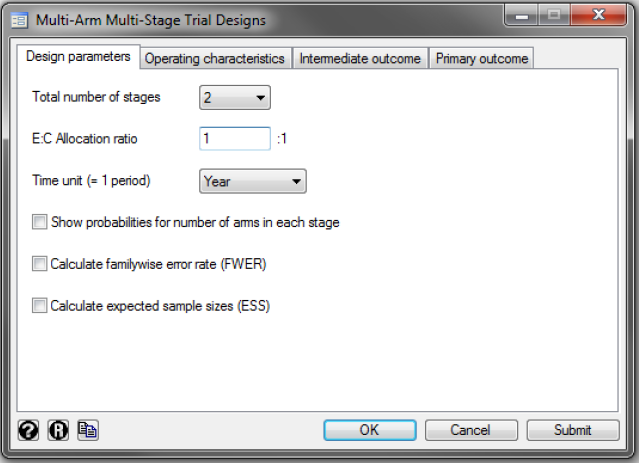 Multi-Arm Multi-Stage Trial Designs
Design parameters Operating characteristics Intermediate outcome Primary outcome
Total number of stages 2
E:C Allocation ratio 1 :1
Time unit (= 1 period) Year
Show probabilities for number of arms in each stage
Calculate familywise error rate (FWER)
Calculate expected sample sizes (ESS)
? R OK Cancel Submit